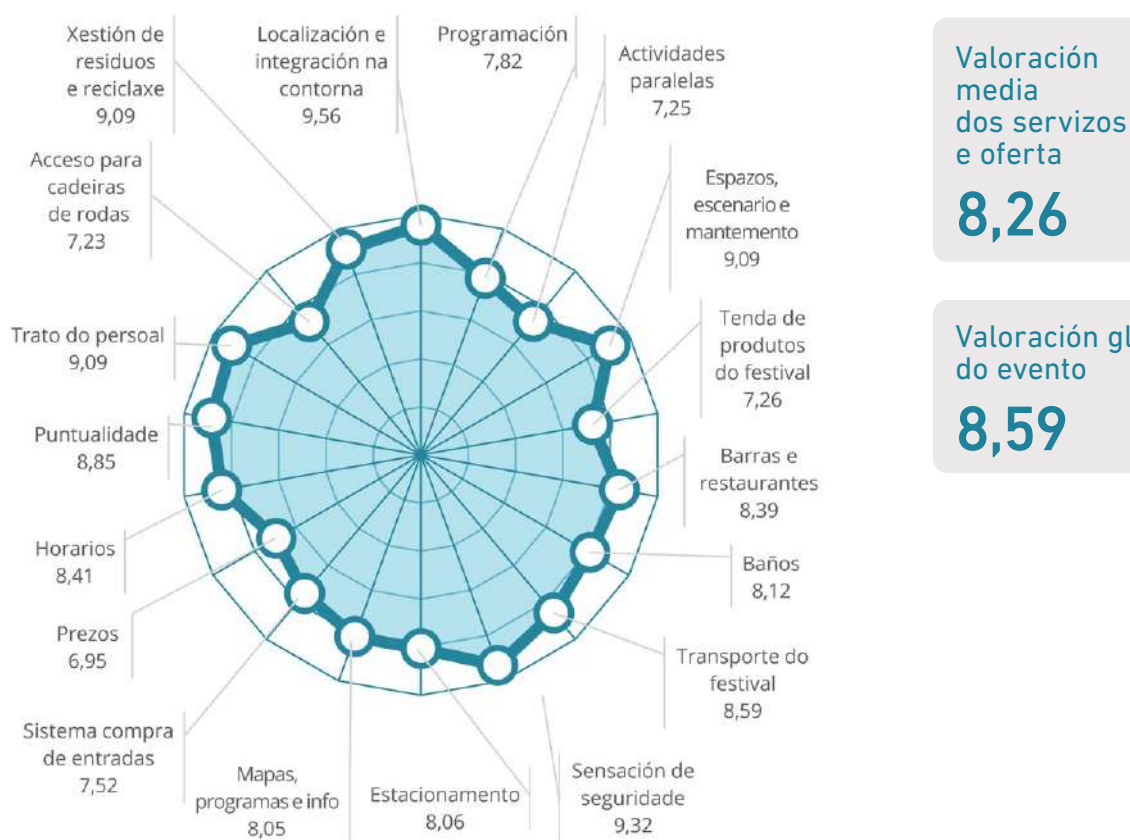 Xestión de
residuos
e reciclaxe
9,09
Localización e
integración na
contorna
9,56
Programación
7,82
Actividades
paralelas
7,25
Espazos,
escenario e
mantemento
9,09
Tenda de
produtos
do festival
7,26
Barras e
restaurantes
8,39
Baños
8,12
Transporte do
festival
8,59
Sensación de
seguridade
9,32
Estacionamento
8,06
Mapas,
programas e info
8,05
Sistema compra
de entradas
7,52
Prezos
6,95
Horarios
8,41
Puntualidade
8,85
Trato do persoal
9,09
Acceso para
cadeiras
de rodas
7,23
Valoración
media
dos servizos
e oferta
8,26
Valoración
do evento
8,59